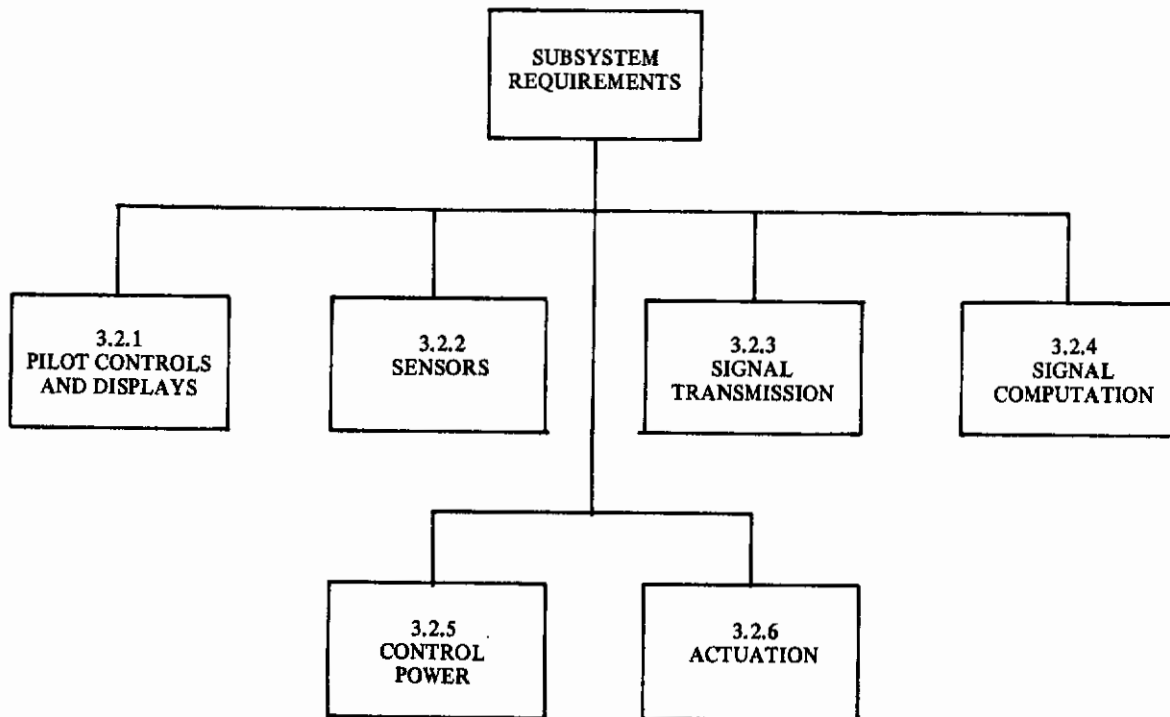 SUBSYSTEM
REQUIREMENTS
3.2.1
PILOT CONTROLS
AND DISPLAYS
3.2.2
SENSORS
3.2.3
SIGNAL
TRANSMISSION
3.2.4
SIGNAL
COMPUTATION
3.2.5
CONTROL
POWER
3.2.6
ACTUATION